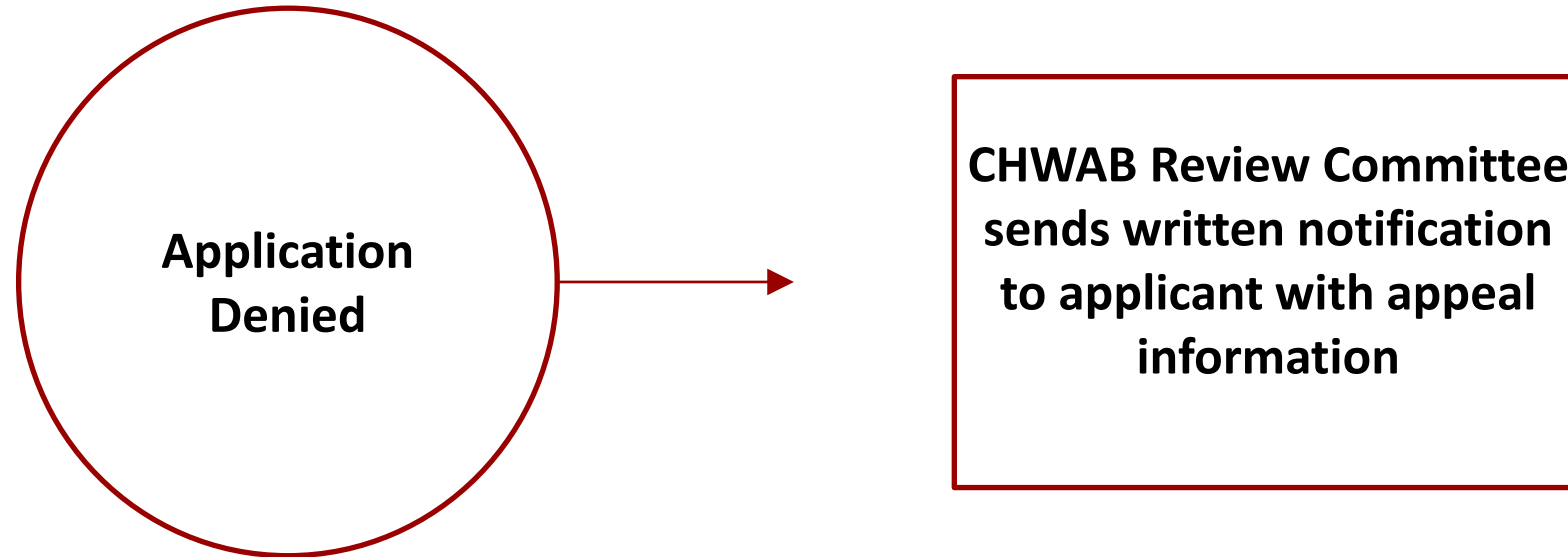 Application
Denied
CHWAB Review Committee
sends written notification
to applicant with appeal
information